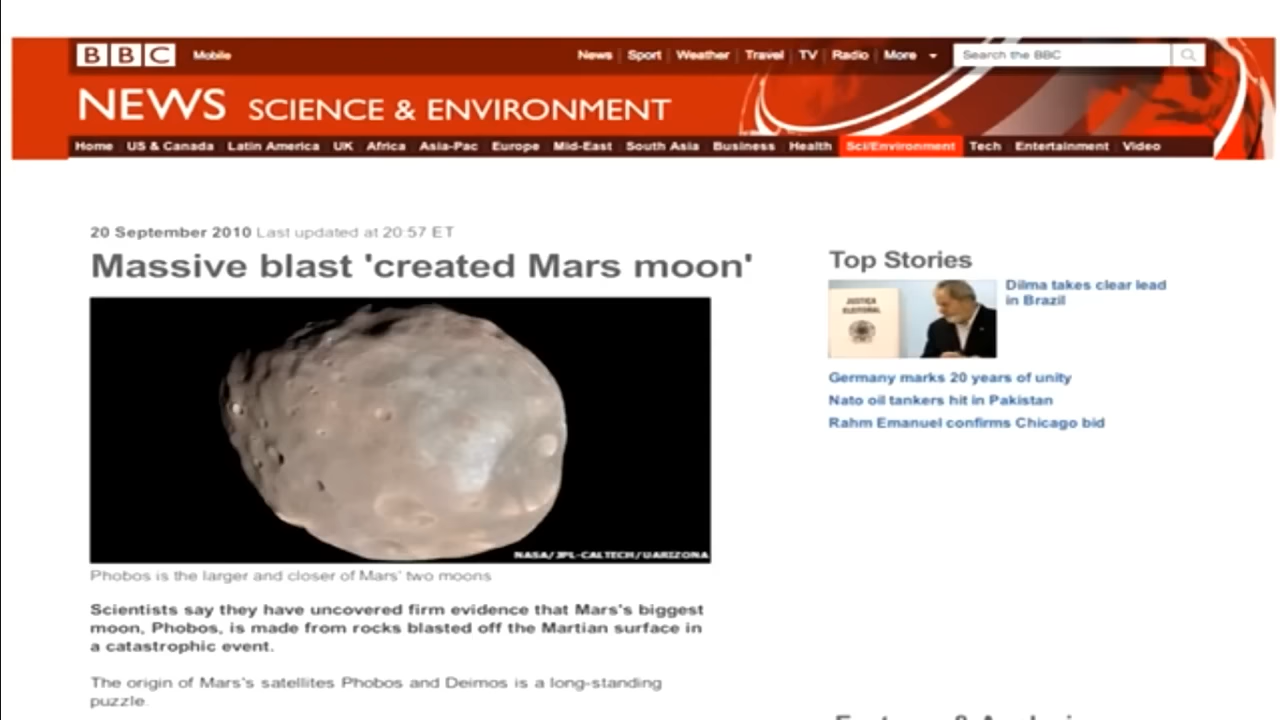 BBC Mobile News Sport Weather Travel TV Radio More Search the BBC
NEWS SCIENCE & ENVIRONMENT
Home US & Canada Latin America UK Africa Asia-Pac Europe Mid-East South Asia Business Health Sci/Environment Tech Entertainment Video
20 September 2010 Last updated at 20:57 ET
Massive blast 'created Mars moon'
NASA/JPL-CALTECH/UARIZONA
Phobos is the larger and closer of Mars' two moons
Scientists say they have uncovered firm evidence that Mars's biggest
moon, Phobos, is made from rocks blasted off the Martian surface in
a catastrophic event.
The origin of Mars's satellites Phobos and Deimos is a long-standing
puzzle.
Top Stories
JUSTIÇA
ELEITORAL
Dilma takes clear lead
in Brazil
Germany marks 20 years of unity
Nato oil tankers hit in Pakistan
Rahm Emanuel confirms Chicago bid